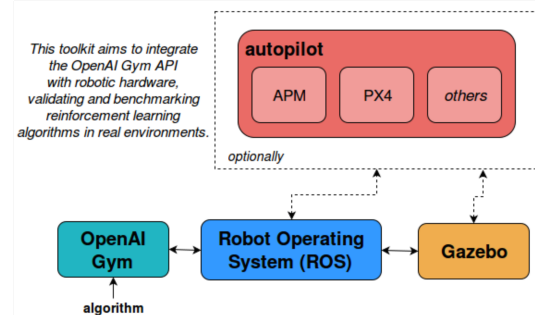 This toolkit aims to integrate
the OpenAI Gym API
with robotic hardware,
validating and benchmarking
reinforcement learning
algorithms in real environments.
autopilot
APM
PX4
others
optionally
OpenAI
Gym
Robot Operating
System (ROS)
Gazebo
algorithm